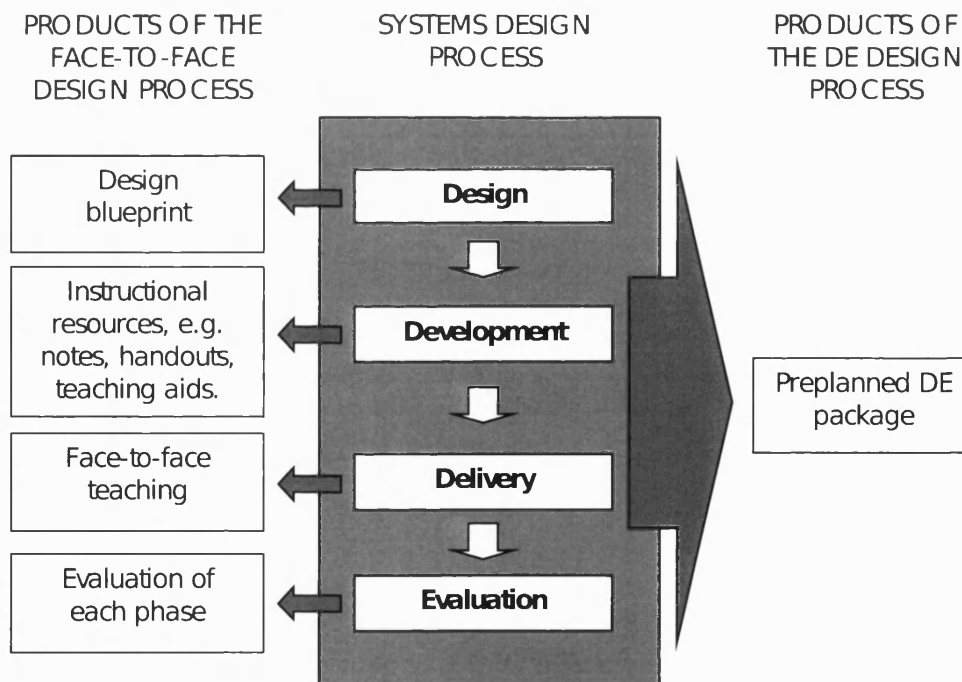 PRODUCTS OF THE
FACE-TO-FACE
DESIGN PROCESS
SYSTEMS DESIGN
PROCESS
PRODUCTS OF
THE DE DESIGN
PROCESS
Design
blueprint
Design
Instructional
resources, e.g.
notes, handouts,
teaching aids.
Development
Preplanned DE
package
Face-to-face
teaching
Delivery
Evaluation of
each phase
Evaluation